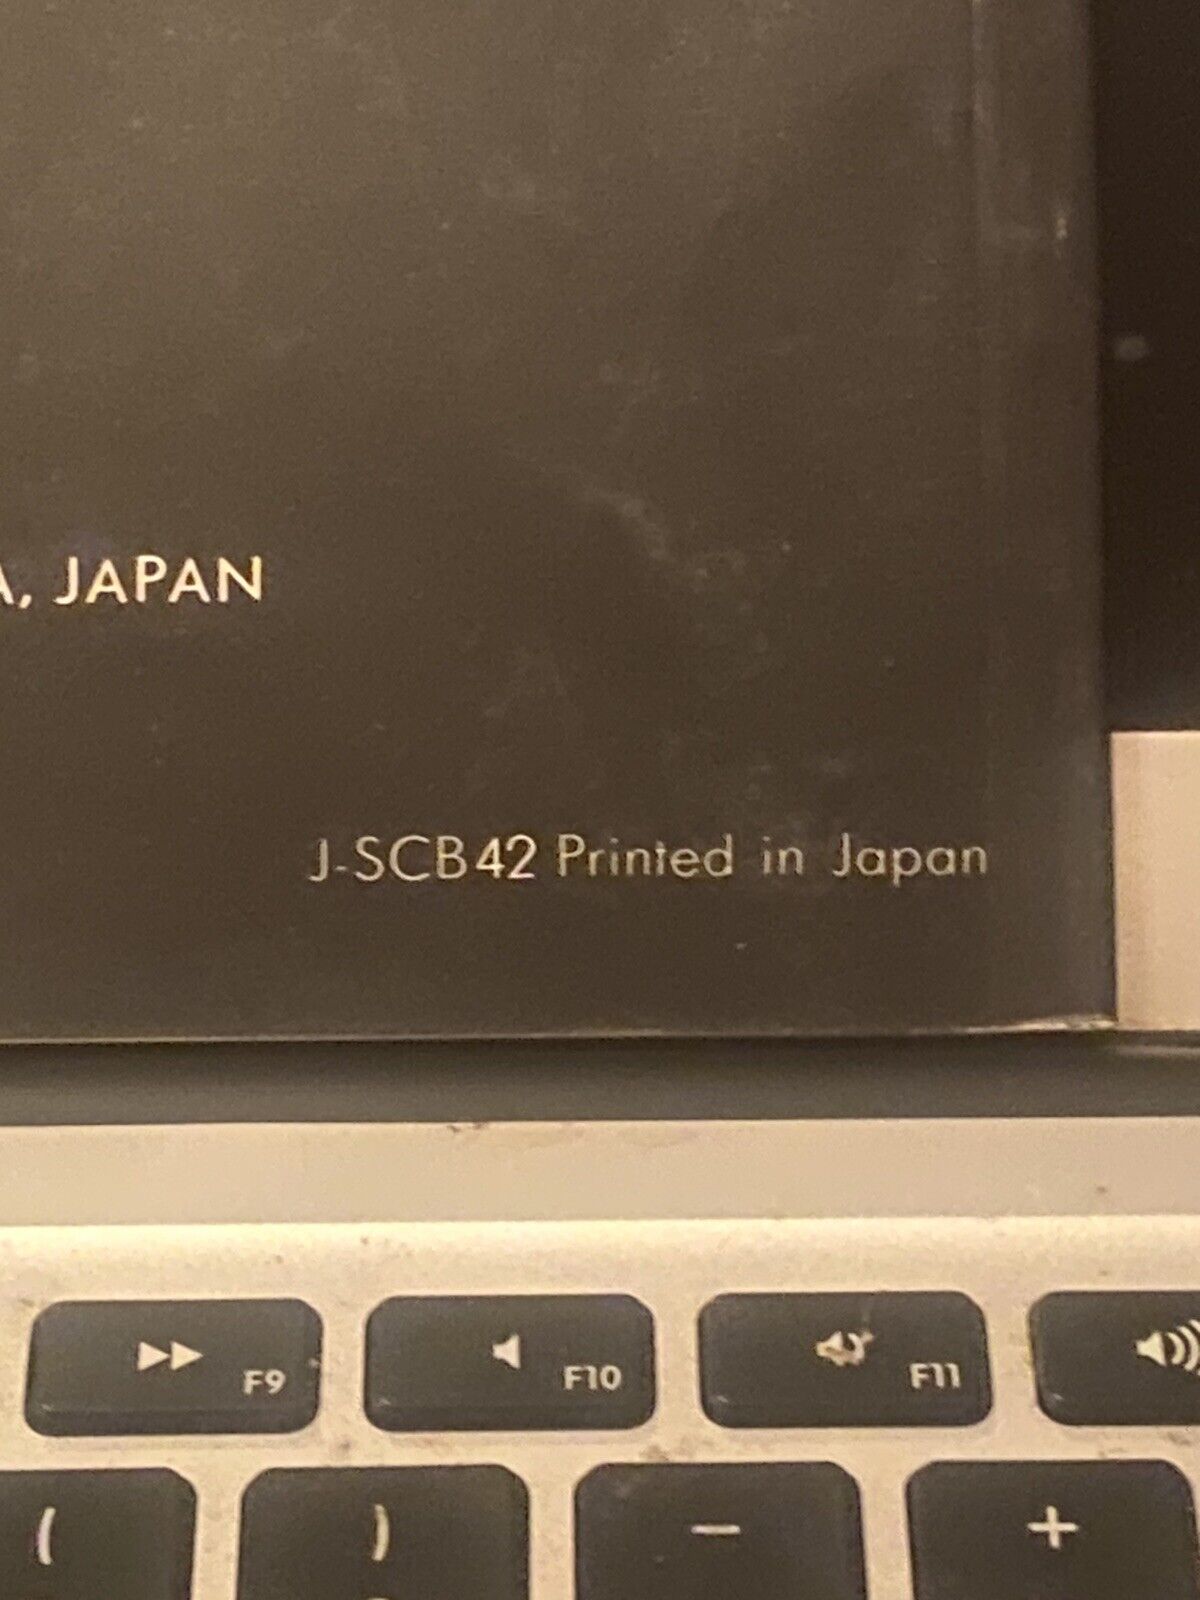 , JAPAN
J-SCB42 Printed in Japan
F9
F10
F11
( ) - +